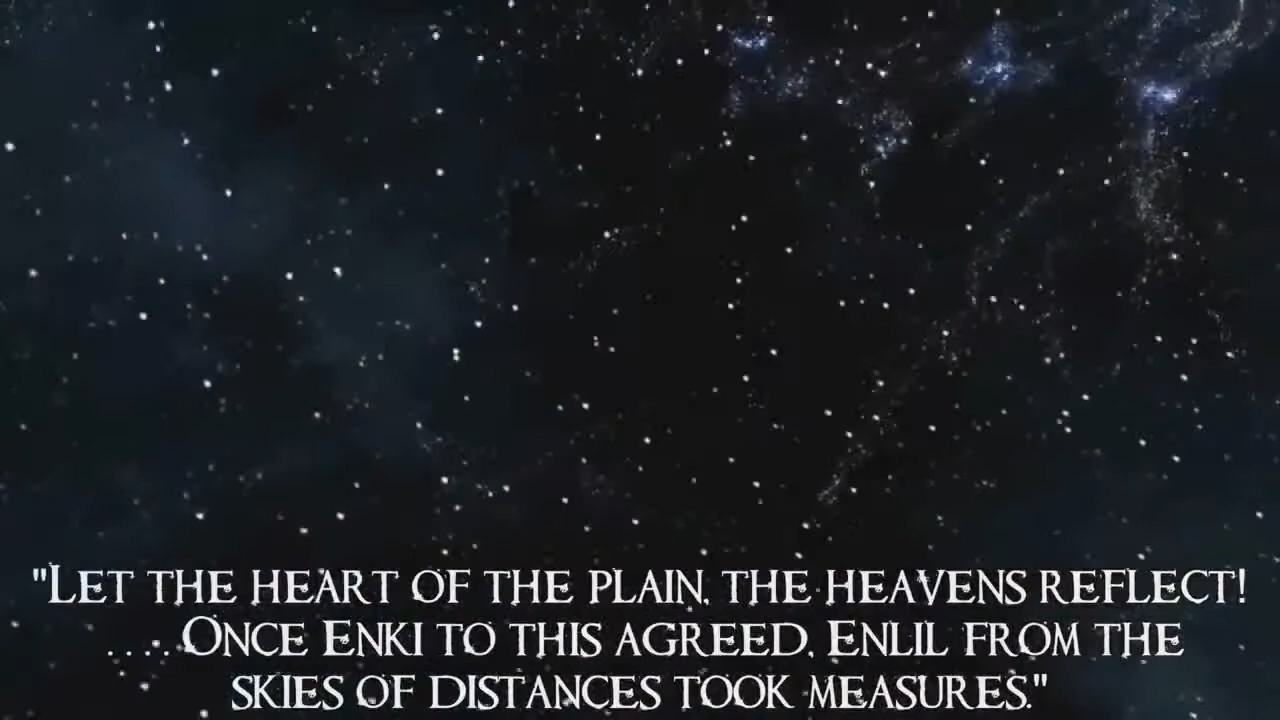 "Let the heart of the plain, the heavens reflect!
.... Once Enki to this agreed, Enlil from the
skies of distances took measures."